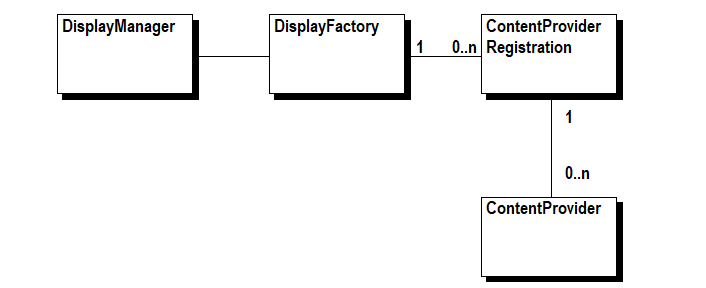 DisplayManager
DisplayFactory
1
0..n
ContentProvider
Registration
1
0..n
ContentProvider